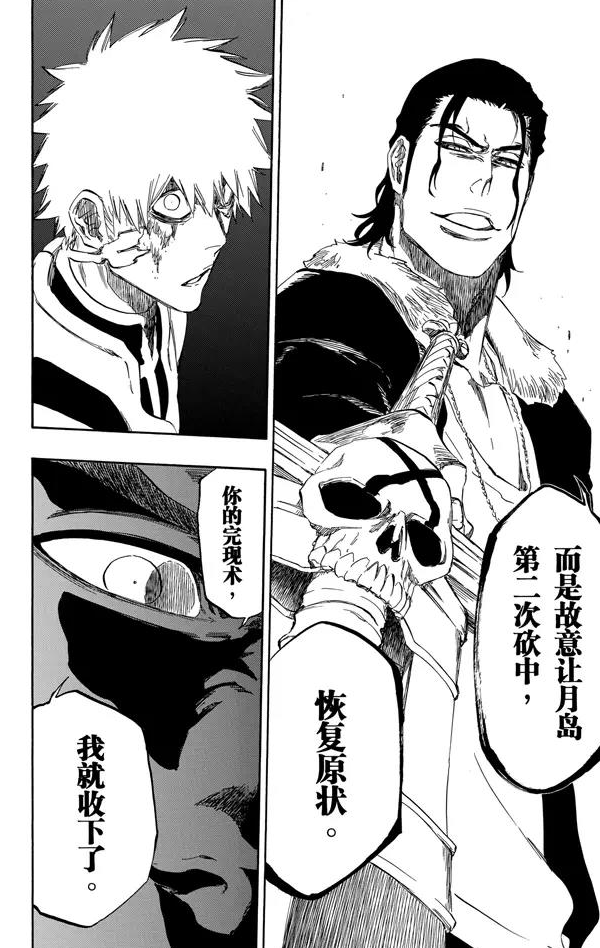 而是故意让月岛
第二次砍中，
恢复原状。
你的完现术，
我就收下了。